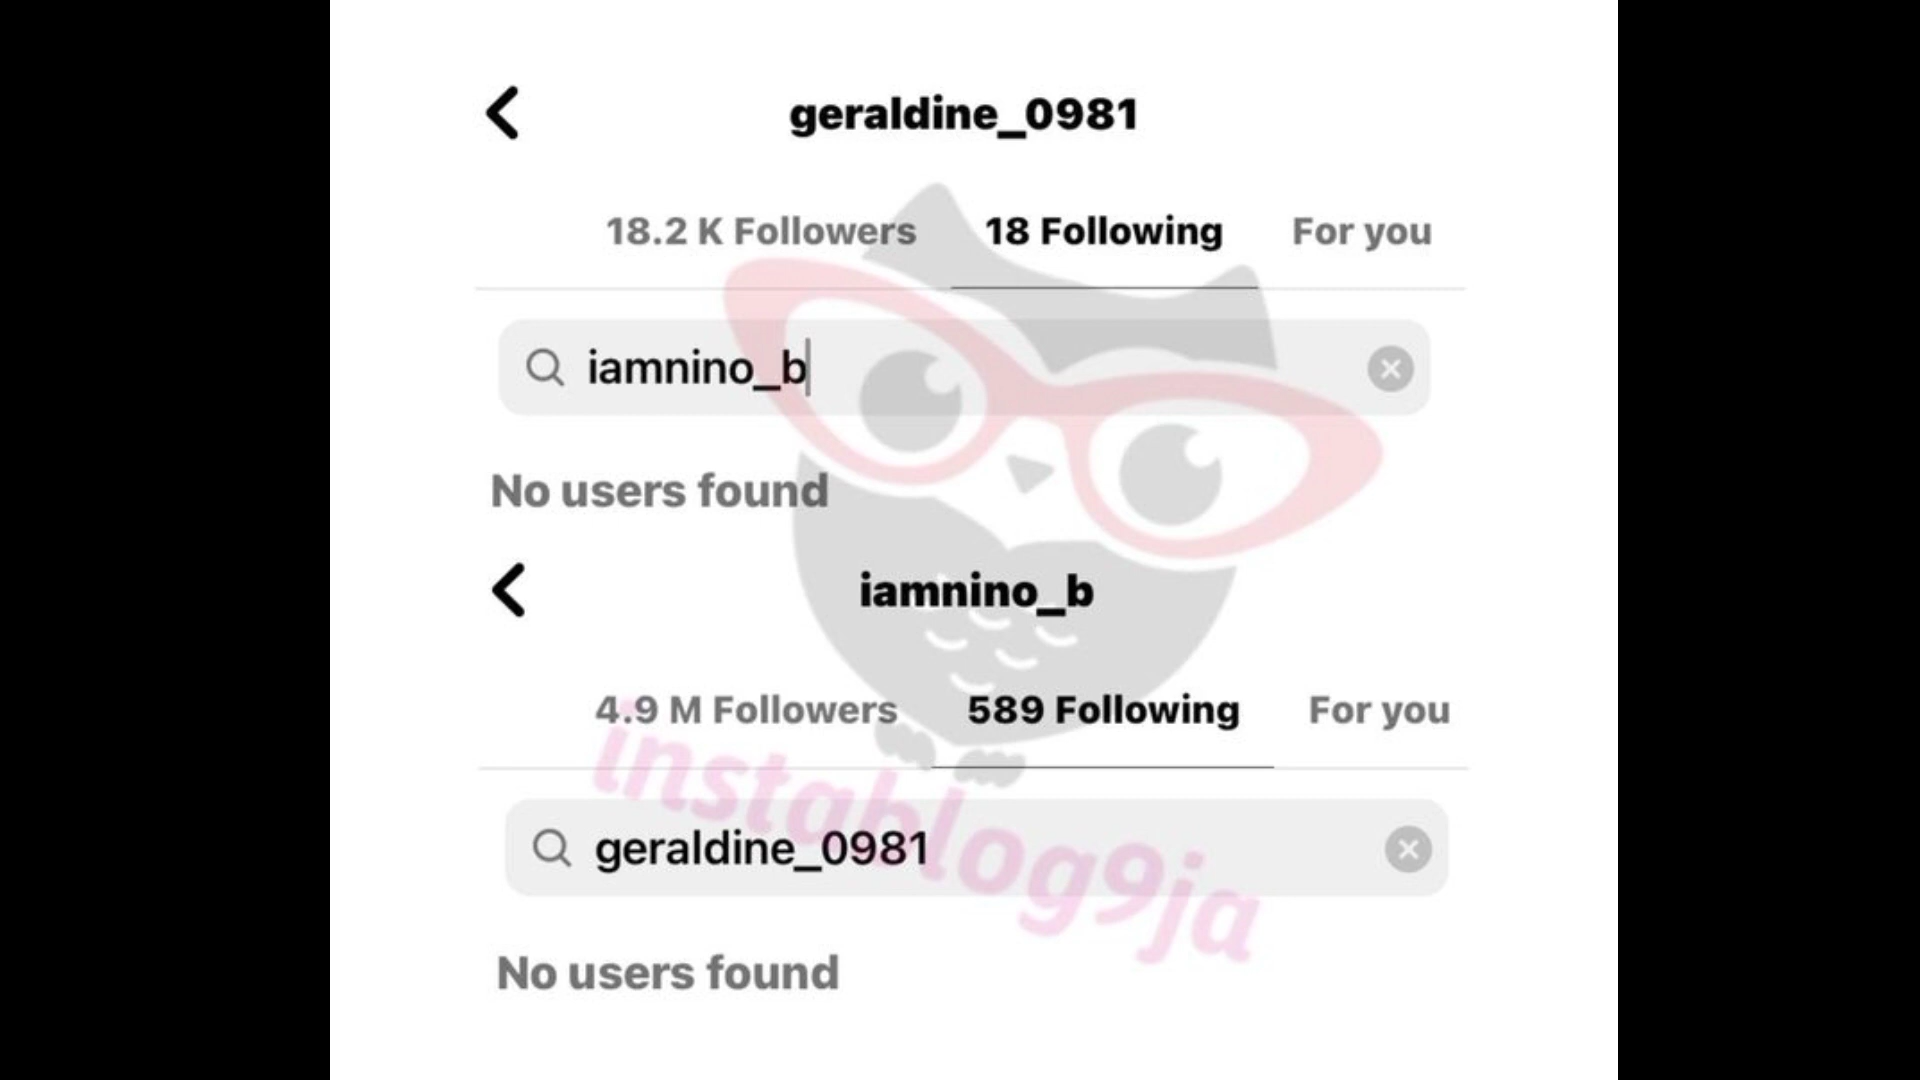 geraldine_0981
18.2 K Followers 18 Following For you
iamnino_b
No users found
iamnino_b
4.9 M Followers 589 Following For you
instablog9ja
geraldine_0981
No users found